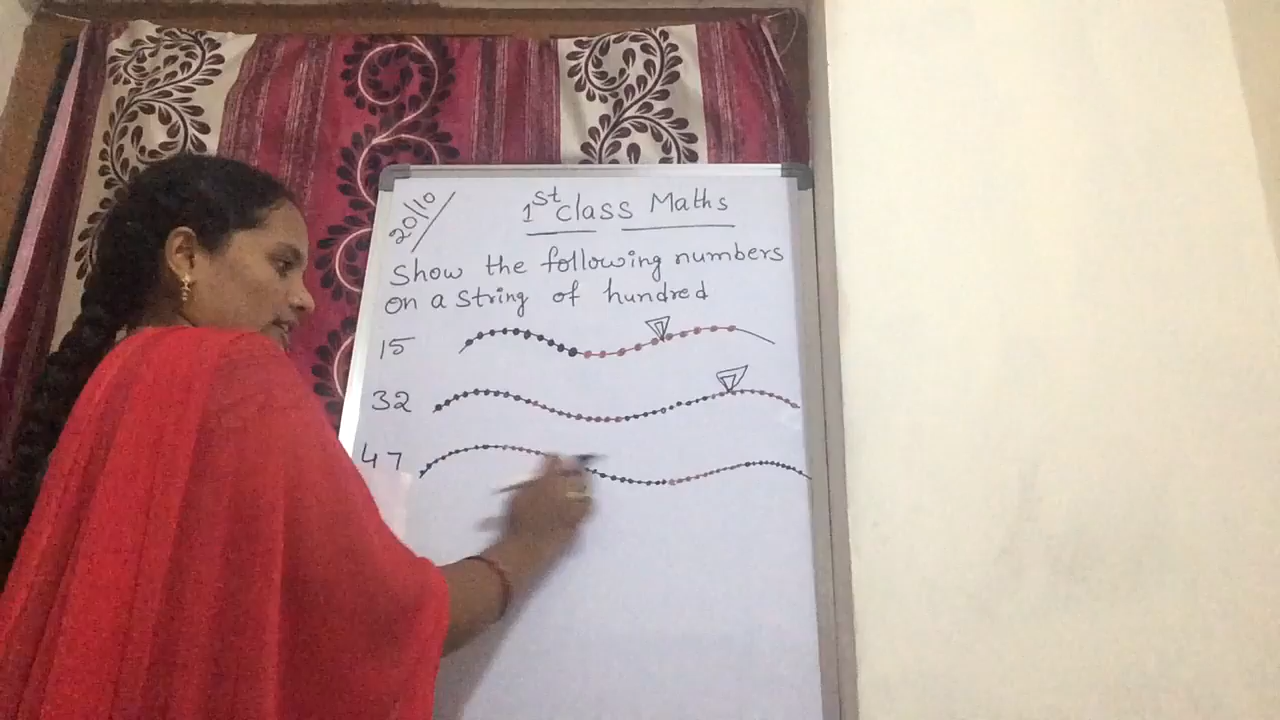 20/10
1st class Maths
Show the following numbers
on a string of hundred
15
32
47